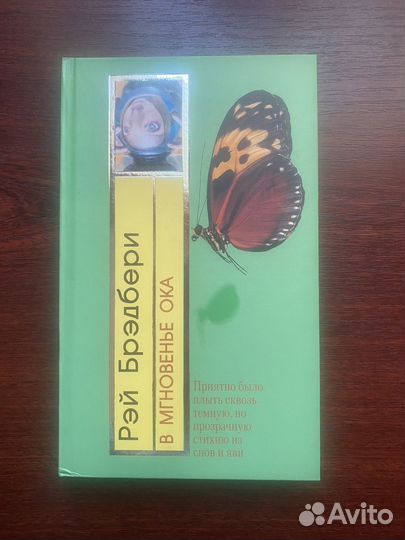 Рэй Брэдбери
В МГНОВЕНЬЕ ОКА
Приятно было
плыть сквозь
темную, но
прозрачную
стихию из
снов и яви
Avito